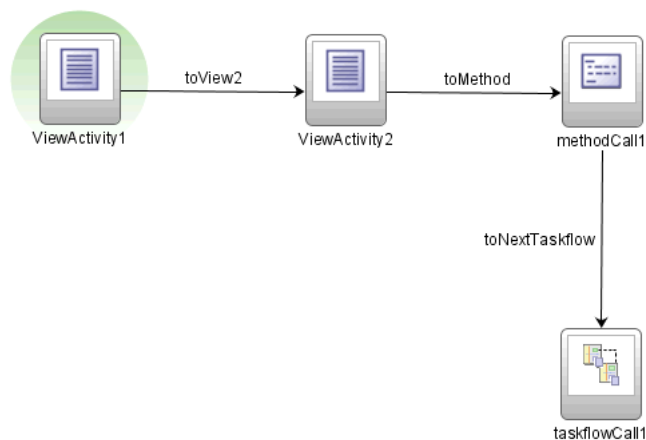 toView2
toMethod
ViewActivity1
ViewActivity2
methodCall1
toNextTaskflow
taskflowCall1